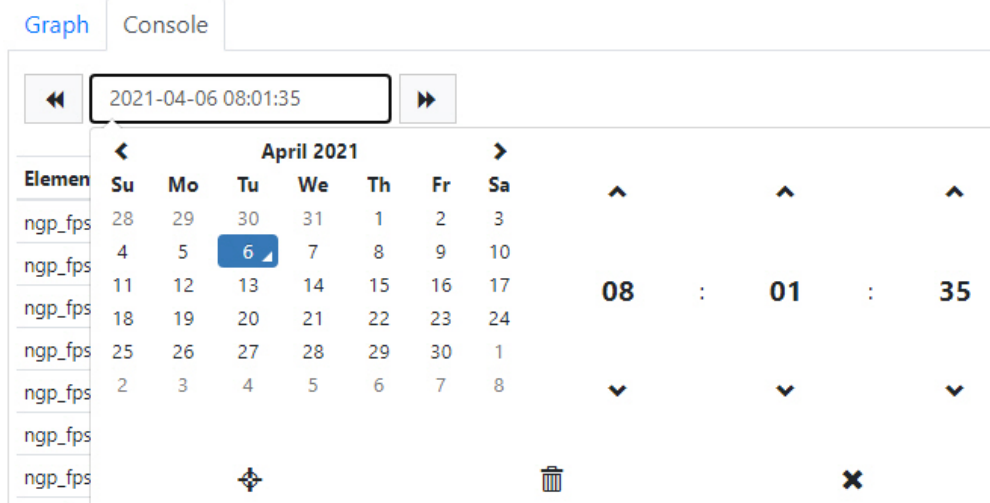 Graph Console
2021-04-06 08:01:35
April 2021
Su Mo Tu We Th Fr Sa
28 29 30 31 1 2 3
4 5 6 7 8 9 10
11 12 13 14 15 16 17
18 19 20 21 22 23 24
25 26 27 28 29 30 1
2 3 4 5 6 7 8
08 : 01 : 35
Elemen
ngp_fps
ngp_fps
ngp_fps
ngp_fps
ngp_fps
ngp_fps
ngp_fps